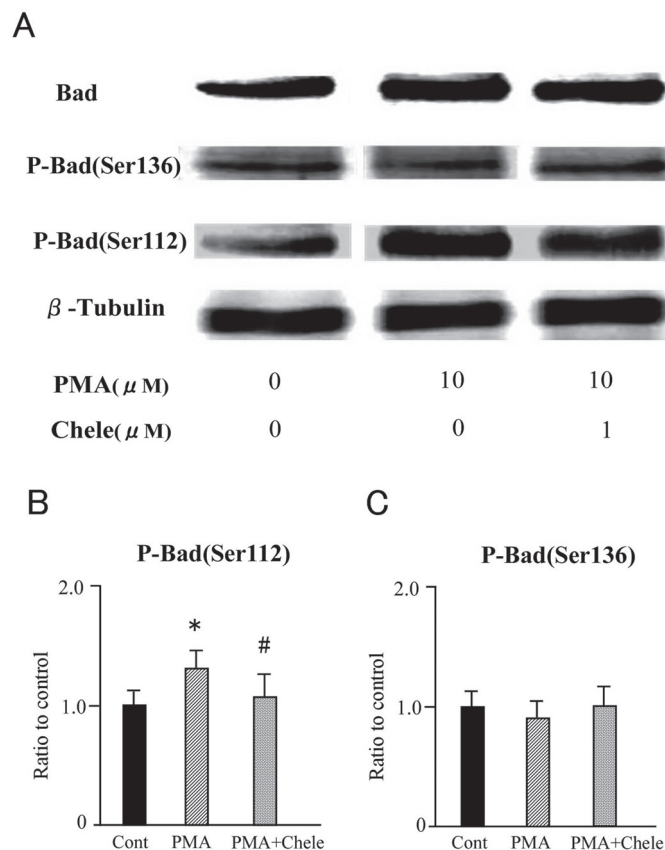 A
Bad
P-Bad(Ser136)
P-Bad(Ser112)
β-Tubulin
PMA(μM) 0 10 10
Chele(μM) 0 0 1
B
P-Bad(Ser112)
2.0
1.0
0
Ratio to control
*
#
Cont PMA PMA+Chele
C
P-Bad(Ser136)
2.0
1.0
0
Ratio to control
Cont PMA PMA+Chele